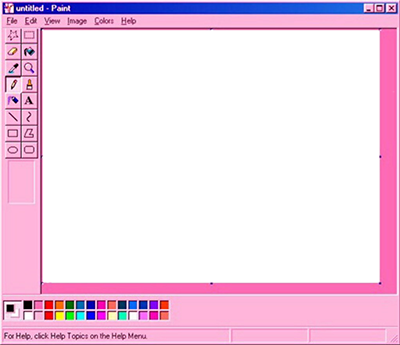 untitled - Paint
File Edit View Image Colors Help
A
For Help, click Help Topics on the Help Menu.